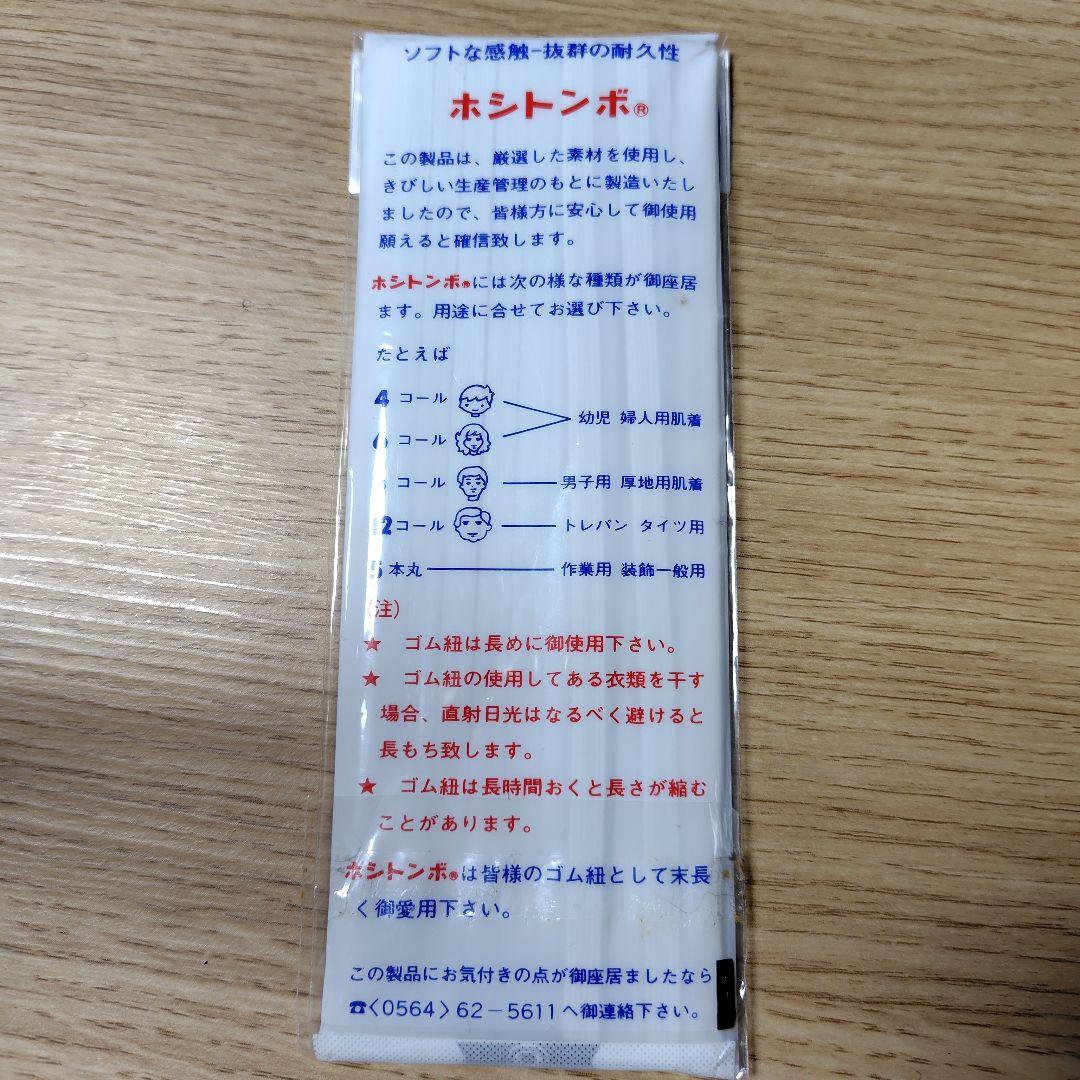 ソフトな感触-抜群の耐久性
ホシトンボ®
この製品は、厳選した素材を使用し、
きびしい生産管理のもとに製造いたし
ましたので、皆様方に安心して御使用
願えると確信致します。
ホシトンボ®には次の様な種類が御座居
ます。用途に合せてお選び下さい。
たとえば
4 コール
6 コール
幼児 婦人用肌着
コール 男子用 厚地用肌着
12コール トレパン タイツ用
5本丸 作業用 装飾一般用
(注)
★ ゴム紐は長めに御使用下さい。
★ ゴム紐の使用してある衣類を干す
場合、直射日光はなるべく避けると
長もち致します。
★ ゴム紐は長時間おくと長さが縮む
ことがあります。
ホシトンボ®は皆様のゴム紐として末長
く御愛用下さい。
この製品にお気付きの点が御座居ましたなら
☎〈0564〉62-5611へ御連絡下さい。